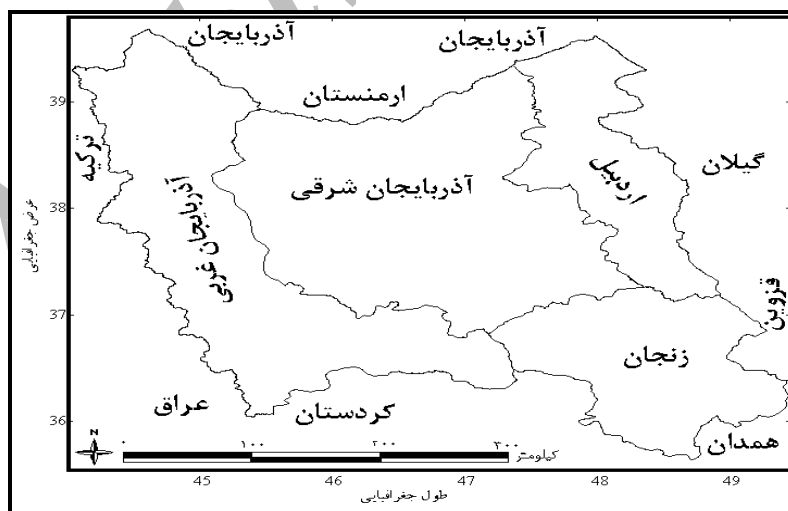 آذربایجان
آذربایجان
ارمنستان
39
ترکیه
گیلان
آذربایجان شرقی
اردبیل
38
عرض جغرافیایی
آذربایجان غربی
قزوین
37
زنجان
عراق
کردستان
36
همدان
N
۰ ۱۰۰ ۲۰۰ ۳۰۰
کیلومتر
45 46 47 48 49
طول جغرافیایی